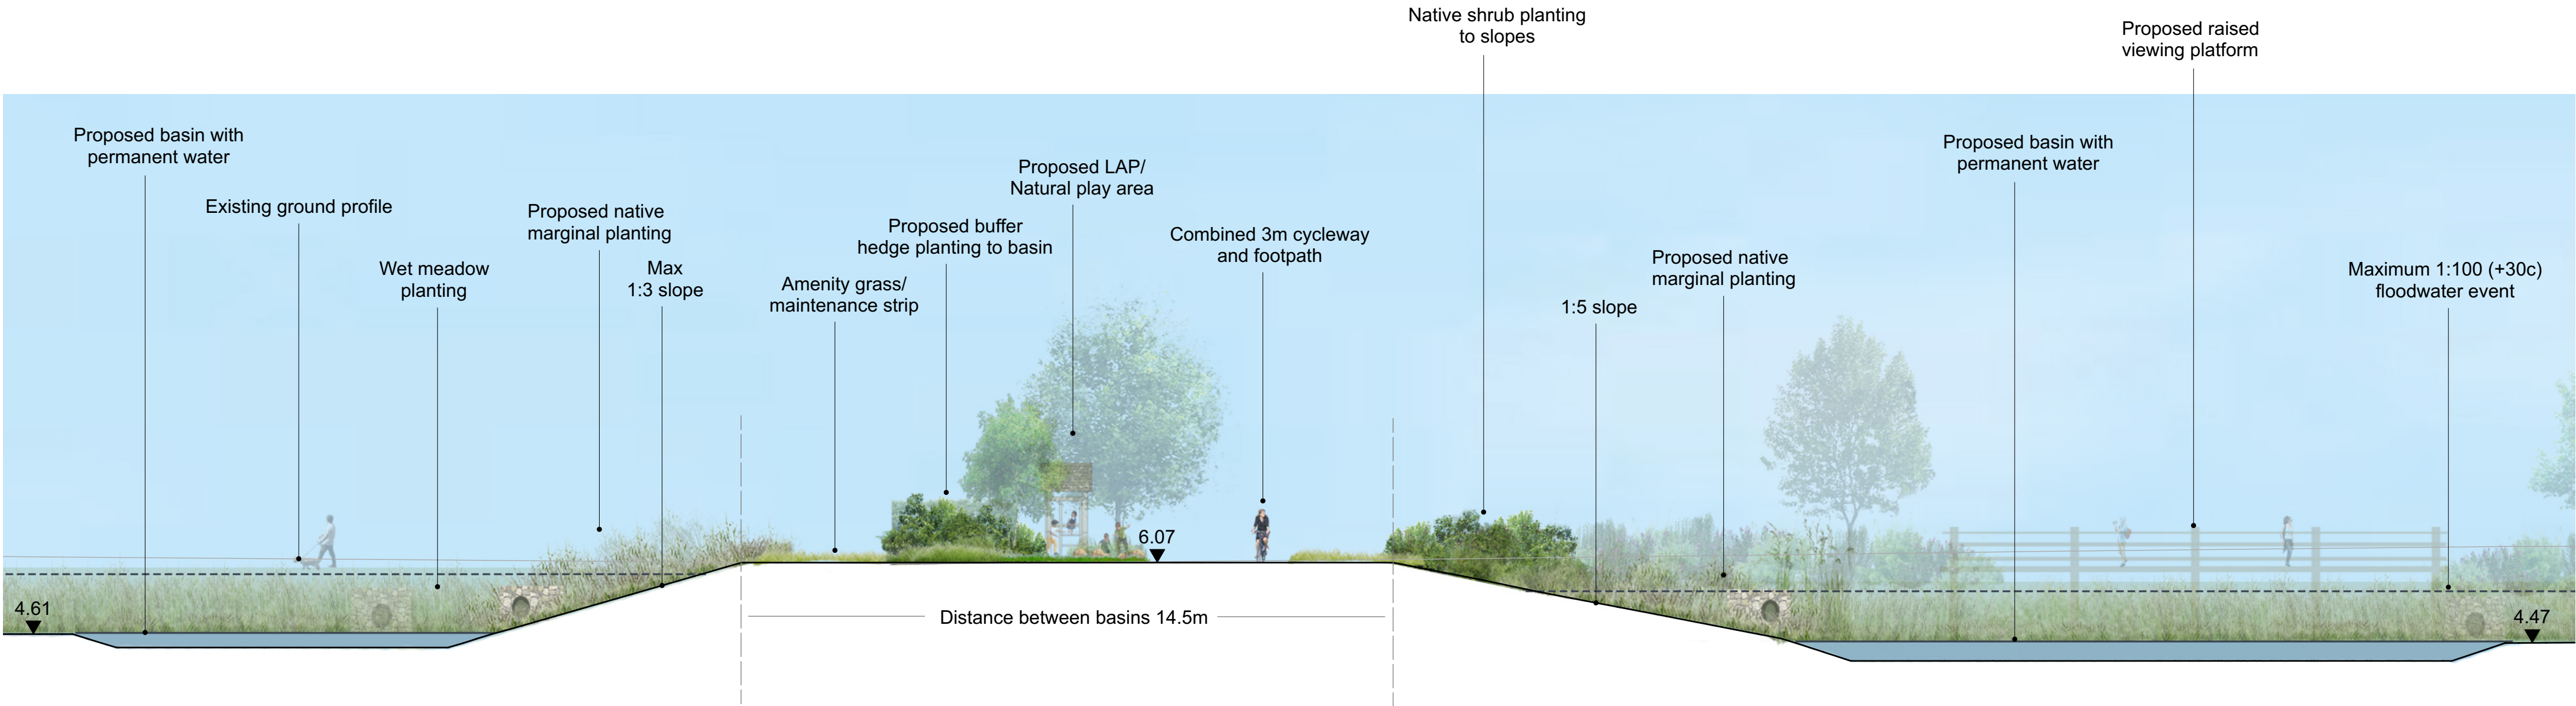 Native shrub planting
to slopes
Proposed raised
viewing platform
Proposed basin with
permanent water
Existing ground profile
Wet meadow
planting
Proposed native
marginal planting
Max
1:3 slope
Amenity grass/
maintenance strip
Proposed buffer
hedge planting to basin
Proposed LAP/
Natural play area
Combined 3m cycleway
and footpath
1:5 slope
Proposed native
marginal planting
Proposed basin with
permanent water
Maximum 1:100 (+30c)
floodwater event
4.61
6.07
Distance between basins 14.5m
4.47